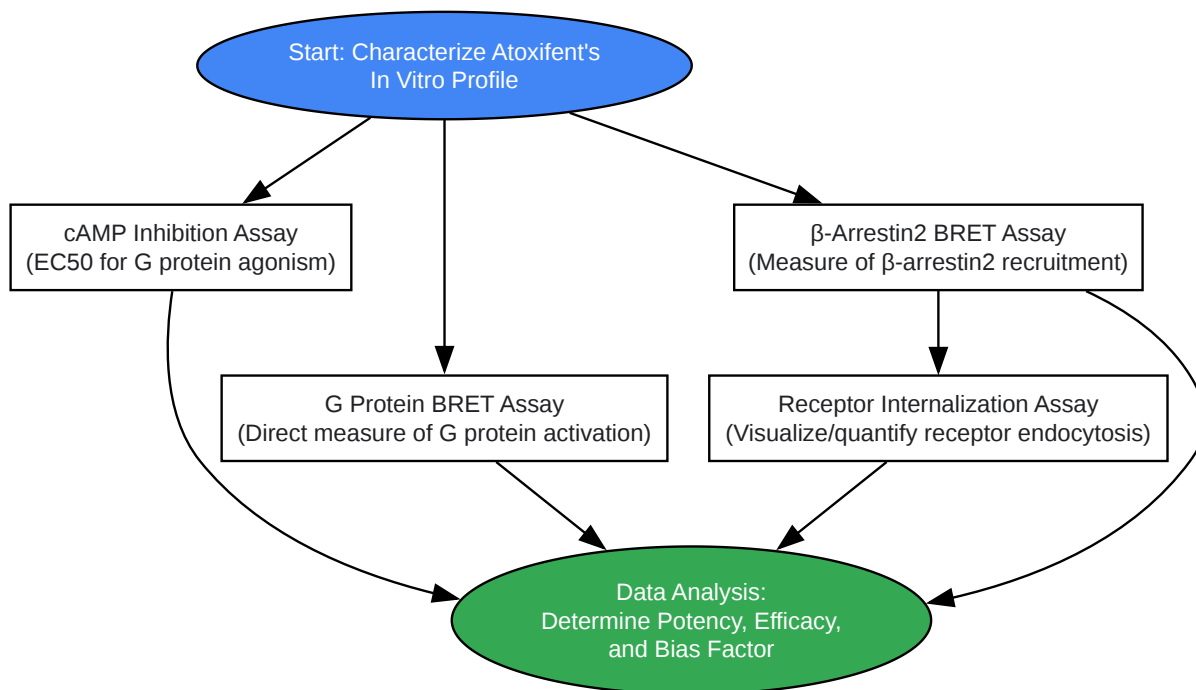 Start: Characterize Atoxifent's
In Vitro Profile
cAMP Inhibition Assay
(EC50 for G protein agonism)
β-Arrestin2 BRET Assay
(Measure of β-arrestin2 recruitment)
G Protein BRET Assay
(Direct measure of G protein activation)
Receptor Internalization Assay
(Visualize/quantify receptor endocytosis)
Data Analysis:
Determine Potency, Efficacy,
and Bias Factor